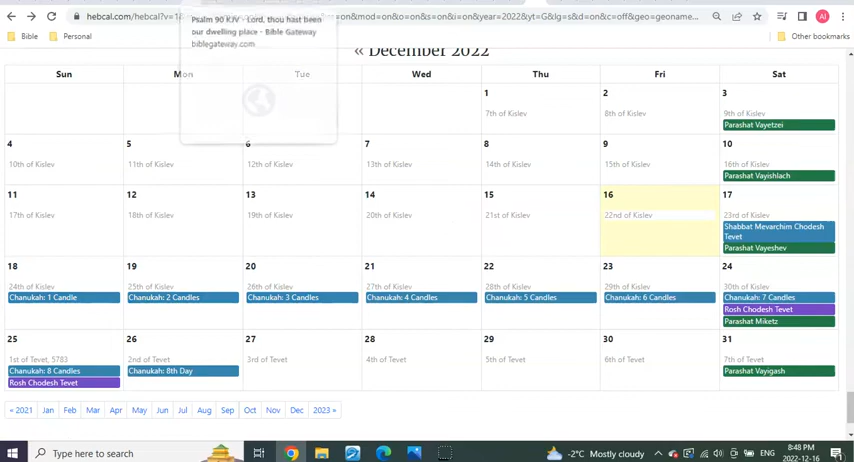 hebcal.com/hebcal?v=1
=on&mod=on&o=on&s=on&i=on&year=2022&yt=G&lg=s&d=on&c=off&geo=geoname...
AI
Bible
Personal
Other bookmarks
Psalm 90 KJV - Lord, thou hast been
our dwelling place - Bible Gateway
biblegateway.com
« December 2022
Sun Mon Tue Wed Thu Fri Sat
1 2 3
7th of Kislev 8th of Kislev 9th of Kislev
Parashat Vayetzei
4 5 6 7 8 9 10
10th of Kislev 11th of Kislev 12th of Kislev 13th of Kislev 14th of Kislev 15th of Kislev 16th of Kislev
Parashat Vayishlach
11 12 13 14 15 16 17
17th of Kislev 18th of Kislev 19th of Kislev 20th of Kislev 21st of Kislev 22nd of Kislev 23rd of Kislev
Shabbat Mevarchim Chodesh
Tevet
Parashat Vayeshev
18 19 20 21 22 23 24
24th of Kislev 25th of Kislev 26th of Kislev 27th of Kislev 28th of Kislev 29th of Kislev 30th of Kislev
Chanukah: 1 Candle Chanukah: 2 Candles Chanukah: 3 Candles Chanukah: 4 Candles Chanukah: 5 Candles Chanukah: 6 Candles Chanukah: 7 Candles
Rosh Chodesh Tevet
Parashat Miketz
25 26 27 28 29 30 31
1st of Tevet, 5783 2nd of Tevet 3rd of Tevet 4th of Tevet 5th of Tevet 6th of Tevet 7th of Tevet
Chanukah: 8 Candles Chanukah: 8th Day Parashat Vayigash
Rosh Chodesh Tevet
« 2021 Jan Feb Mar Apr May Jun Jul Aug Sep Oct Nov Dec 2023 »
Type here to search
-2°C Mostly cloudy
ENG
8:48 PM
2022-12-16